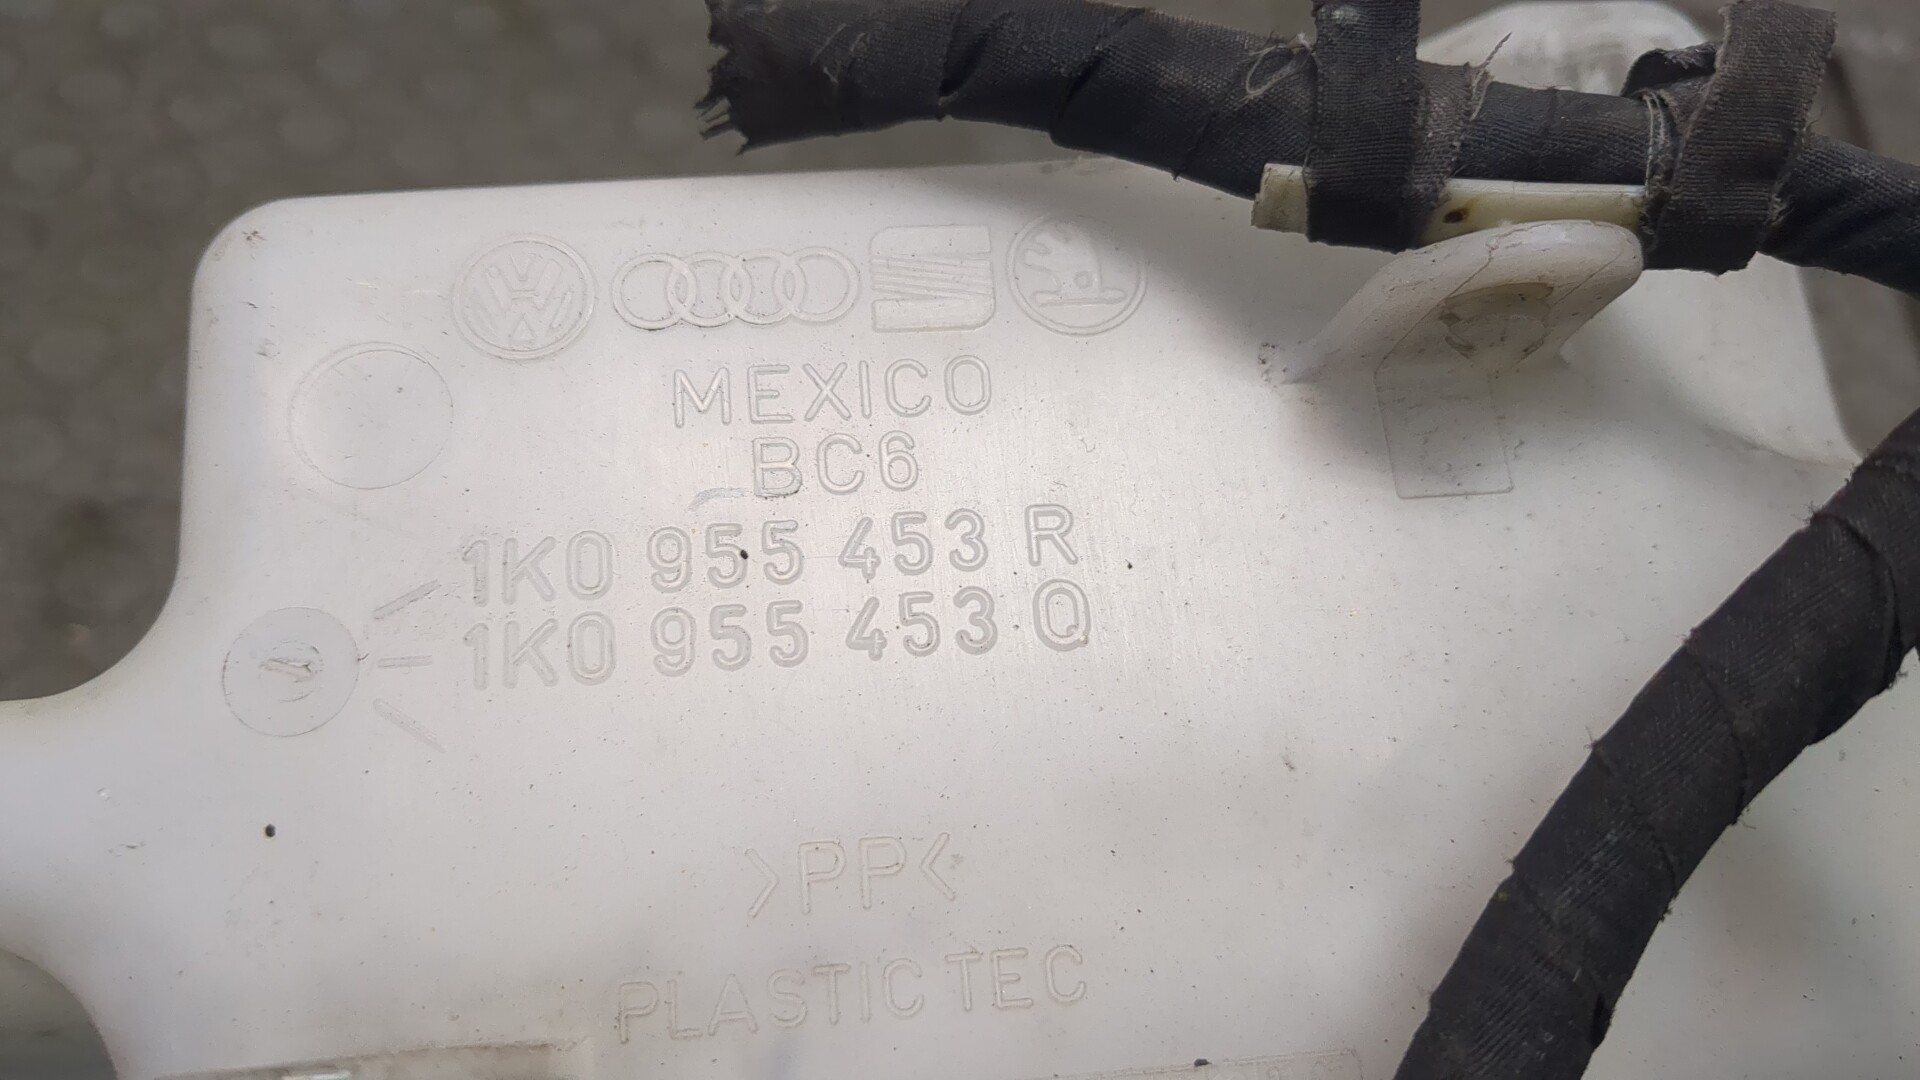 MEXICO
BC6
1K0 955 453 R
1K0 955 453 Q
>PP<
PLASTIC TEC